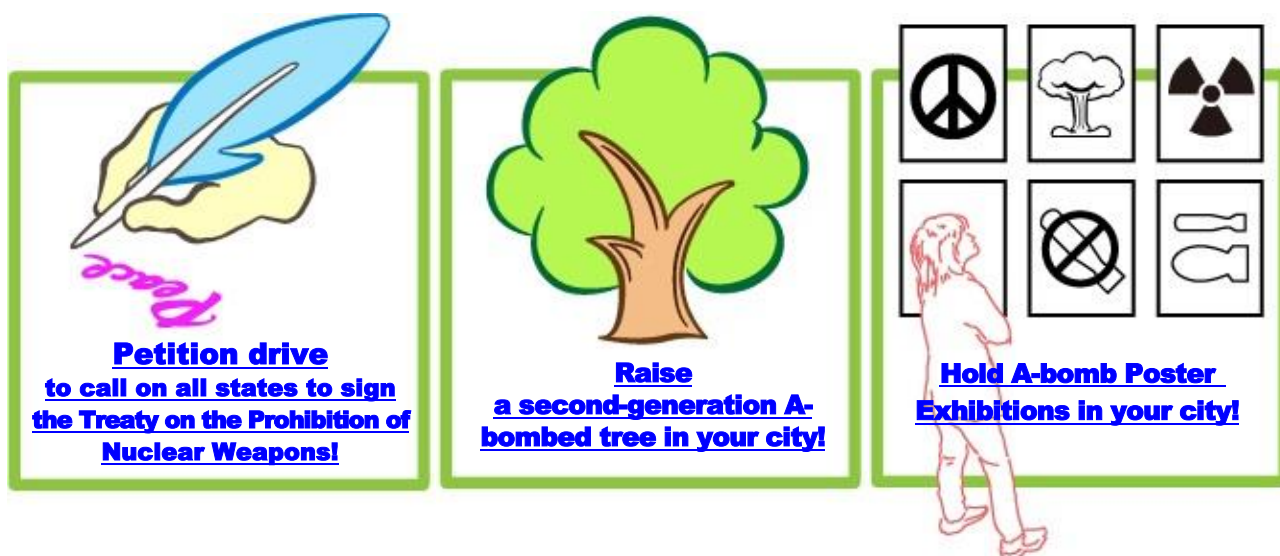 Peace
Petition drive
to call on all states to sign
the Treaty on the Prohibition of
Nuclear Weapons!
Raise
a second-generation A-
bombed tree in your city!
Hold A-bomb Poster
Exhibitions in your city!